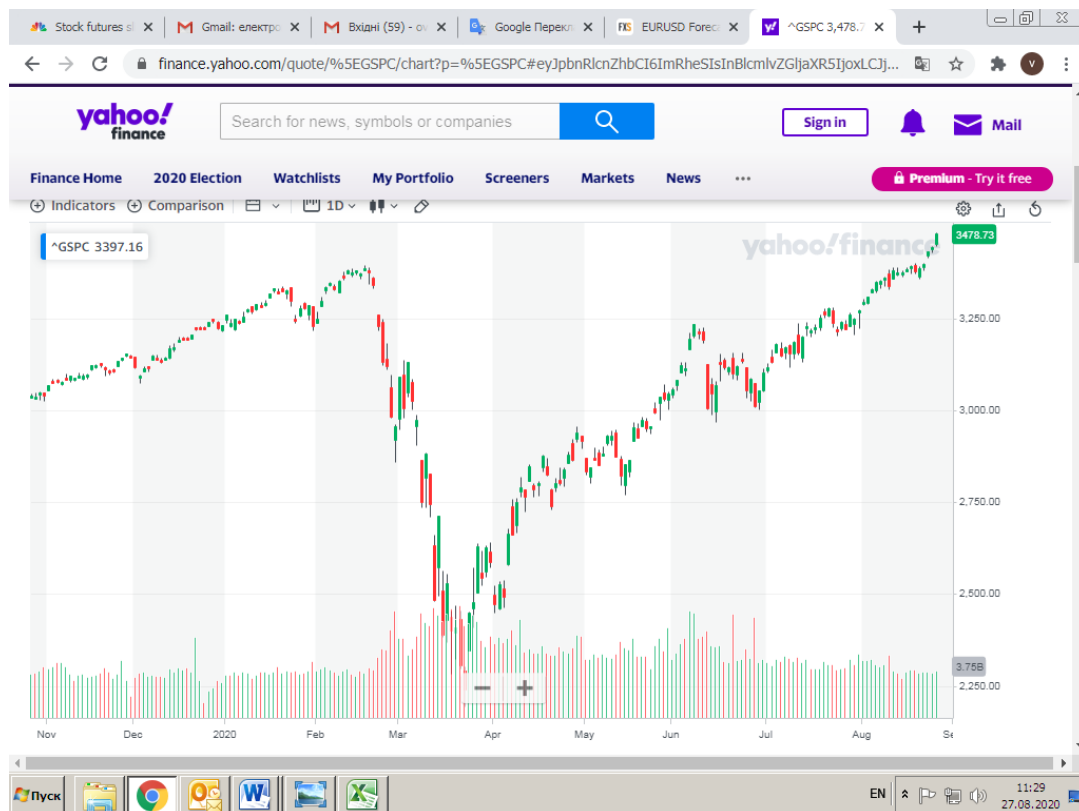 Stock futures sl
Gmail: електро
Вхідні (59) - ov
Google Перекл
FXS EURUSD Forec
^GSPC 3,478.7
finance.yahoo.com/quote/%5EGSPC/chart?p=%5EGSPC#eyJpbnRlcnZhbCI6ImRheSIsInBlcmlvZGljaXR5IjoxLCJj...
V
yahoo!
finance
Search for news, symbols or companies
Sign in
Mail
Finance Home 2020 Election Watchlists My Portfolio Screeners Markets News ... Premium - Try it free
Indicators Comparison 1D
^GSPC 3397.16
yahoo!finance
3478.73
3,250.00
3,000.00
2,750.00
2,500.00
3.75B
2,250.00
Nov Dec 2020 Feb Mar Apr May Jun Jul Aug Se
Пуск
EN
11:29
27.08.2020